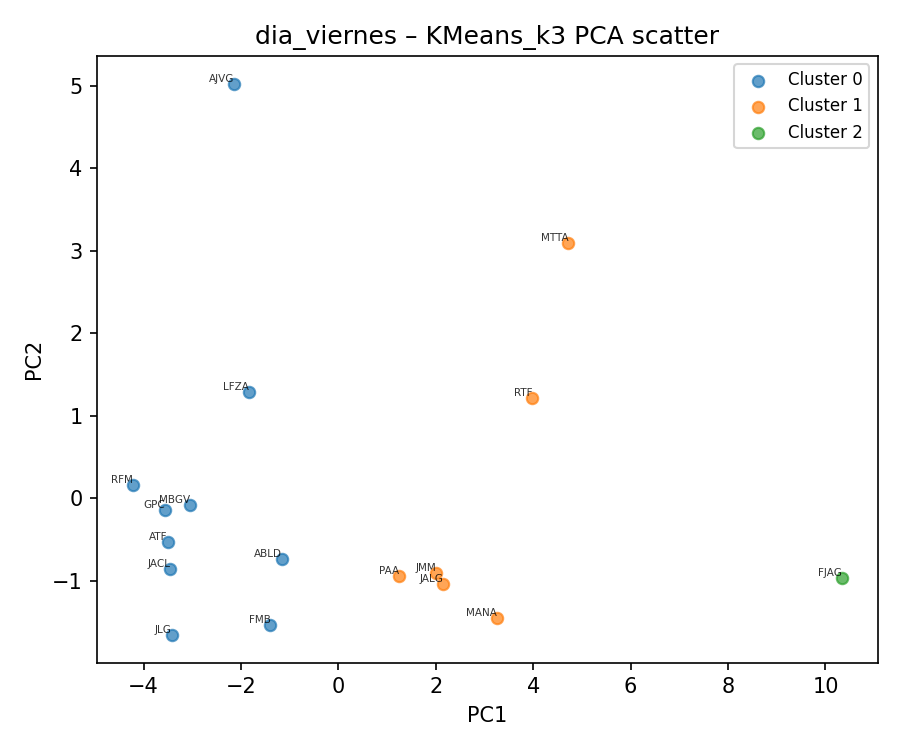 dia_viernes – KMeans_k3 PCA scatter
Cluster 0
Cluster 1
Cluster 2
AJVG
MTTA
LFZA
RTF
RFM
MBGV
GPC
ATF
JACL
ABLD
PAA
JMM
JALG
FJAG
MANA
FMB
JLG
PC2
5
4
3
2
1
0
−1
−4
−2
0
2
4
6
8
10
PC1